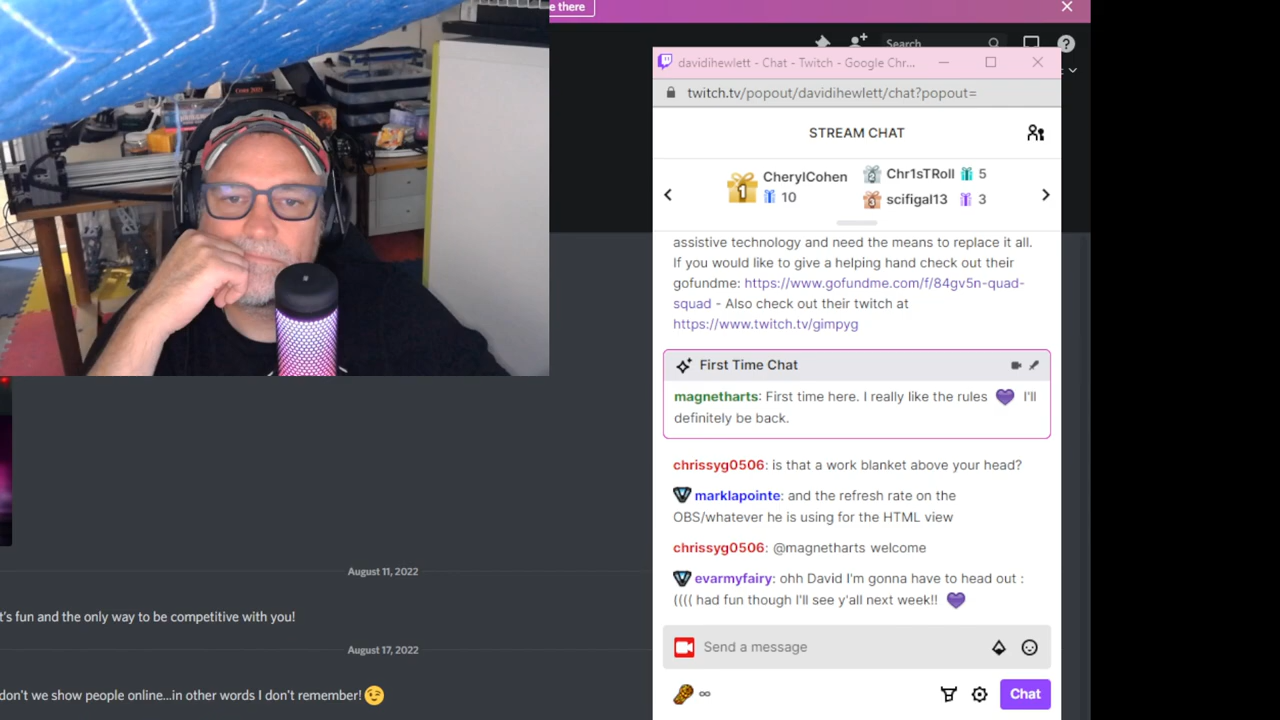 e there
Search
davidihewlett - Chat - Twitch - Google Chr...
twitch.tv/popout/davidihewlett/chat?popout=
STREAM CHAT
1 CherylCohen 10
2 Chr1sTRoll 5
3 scifigal13 3
assistive technology and need the means to replace it all.
If you would like to give a helping hand check out their
gofundme: https://www.gofundme.com/f/84gv5n-quad-
squad - Also check out their twitch at
https://www.twitch.tv/gimpyg
First Time Chat
magnetharts: First time here. I really like the rules 💜 I'll
definitely be back.
chrissyg0506: is that a work blanket above your head?
marklapointe: and the refresh rate on the
OBS/whatever he is using for the HTML view
chrissyg0506: @magnetharts welcome
evarmyfairy: ohh David I'm gonna have to head out :
(((( had fun though I'll see y'all next week!! 💜
Send a message
∞
Chat
August 11, 2022
t's fun and the only way to be competitive with you!
August 17, 2022
don't we show people online...in other words I don't remember! 😉